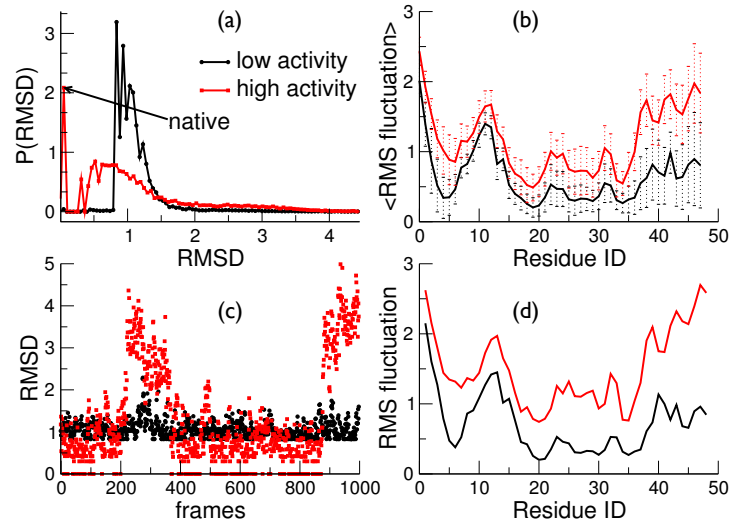 (a)
P(RMSD)
3
2
1
0
low activity
high activity
native
0 1 2 3 4
RMSD
(b)
<RMS fluctuation>
3
2
1
0
0 10 20 30 40 50
Residue ID
(c)
RMSD
5
4
3
2
1
0
0 200 400 600 800 1000
frames
(d)
RMS fluctuation
3
2
1
0
0 10 20 30 40 50
Residue ID